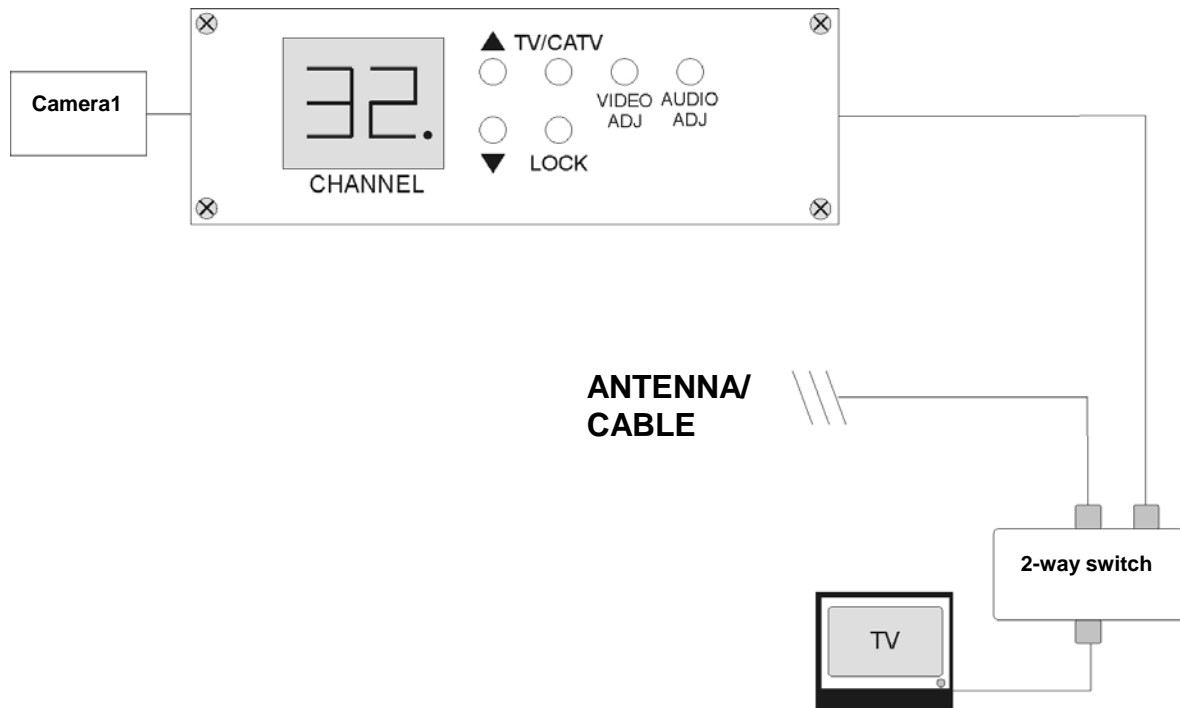 Camera1
32.
CHANNEL
▲ TV/CATV
VIDEO ADJ
AUDIO ADJ
▼ LOCK
ANTENNA/
CABLE
2-way switch
TV